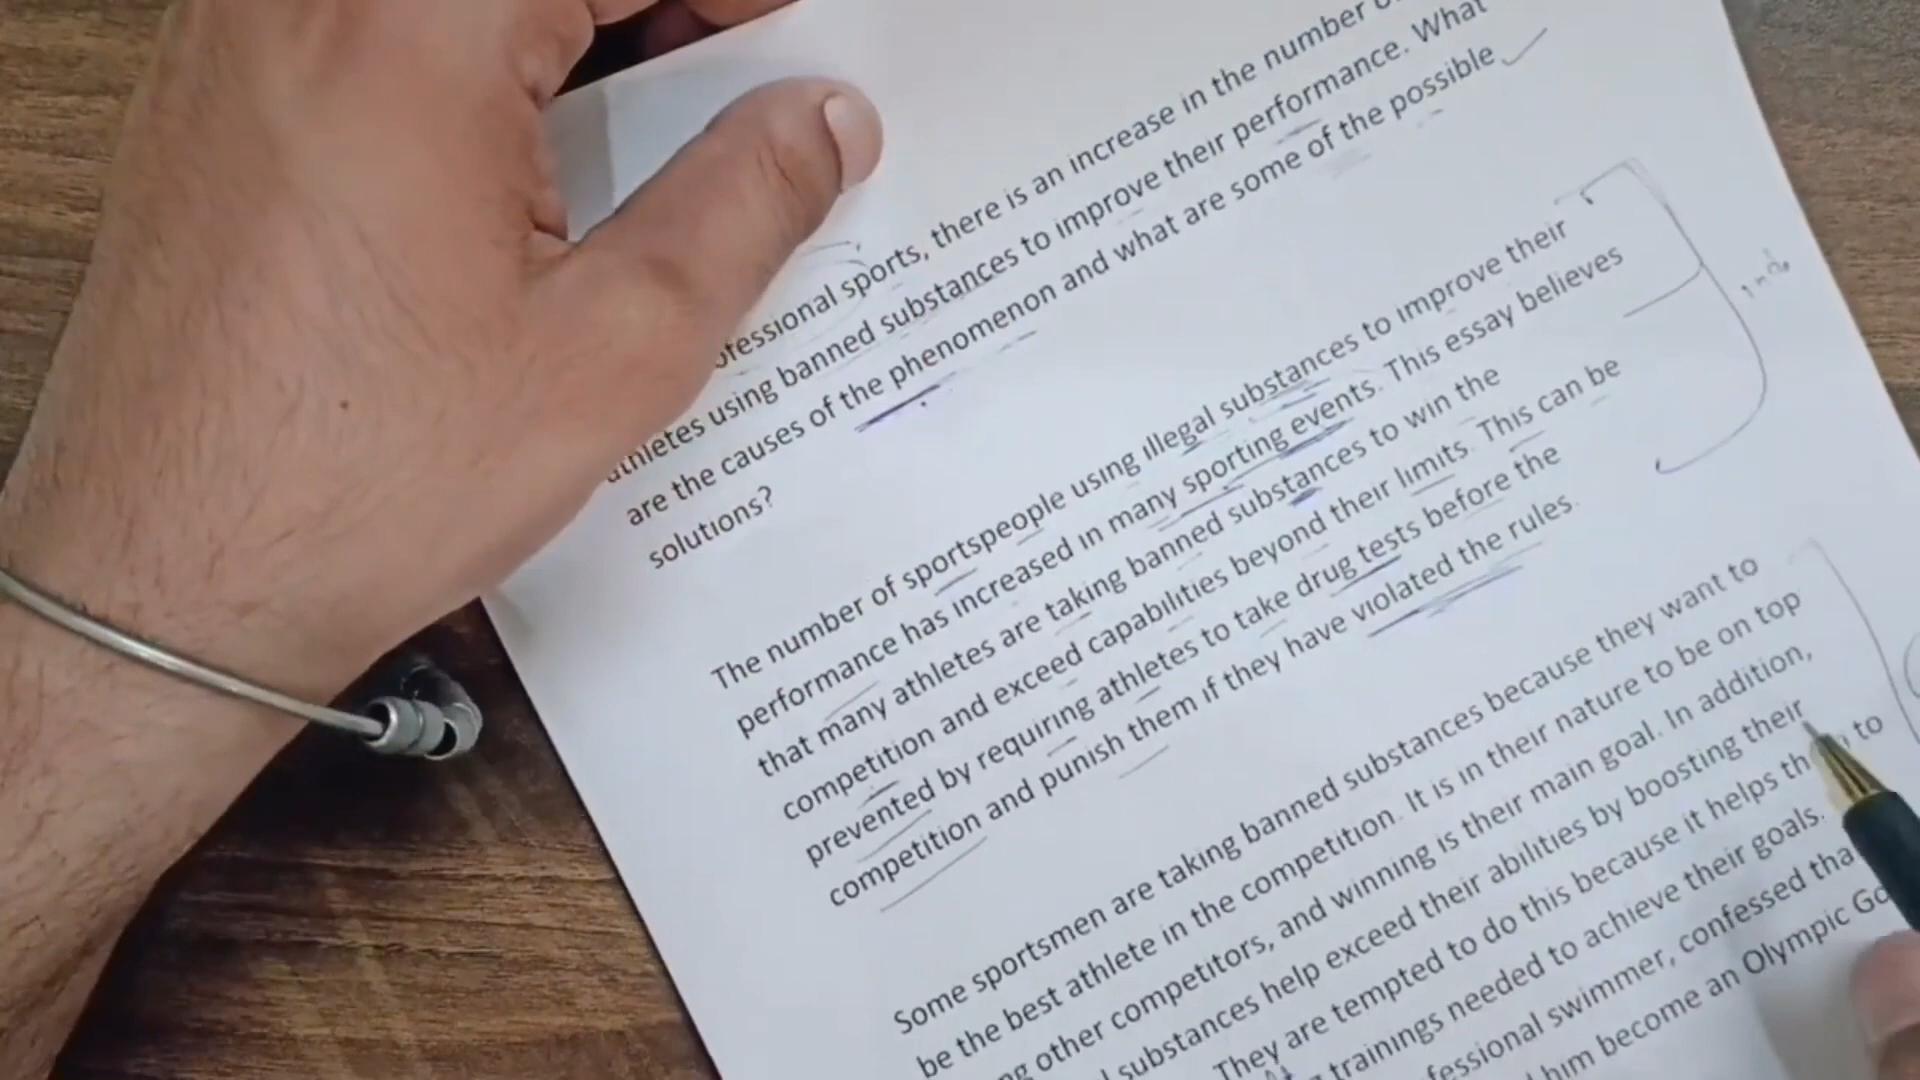 sports, there is an increase in the number
using banned substances to improve their performance. What
are the causes of the phenomenon and what are some of the possible
solutions?
The number of sportspeople using illegal substances to improve their
performance has increased in many sporting events. This essay believes
that many athletes are taking banned substances to win the
competition and exceed capabilities beyond their limits. This can be
prevented by requiring athletes to take drug tests before the
competition and punish them if they have violated the rules.
Some sportsmen are taking banned substances because they want to
be the best athlete in the competition. It is in their nature to be on top
other competitors, and winning is their main goal. In addition,
substances help exceed their abilities by boosting their
They are tempted to do this because it helps to
trainings needed to achieve their goals.
swimmer, confessed
him become an Olympic